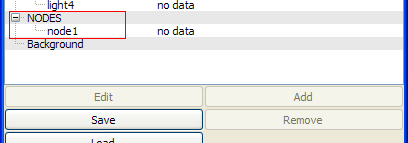 light4 no data
NODES
node1 no data
Background
Edit Add
Save Remove
Load